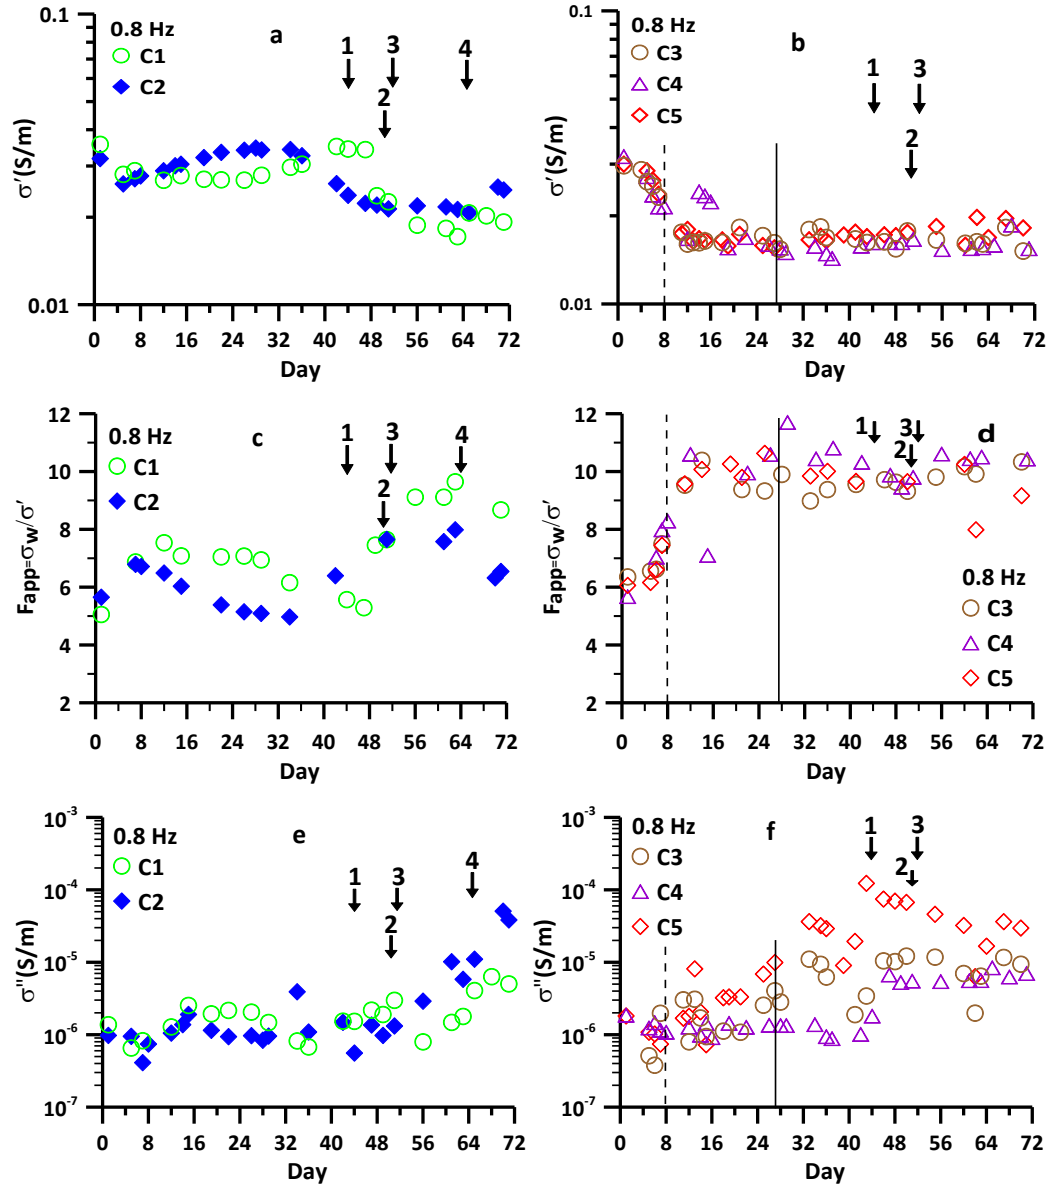 0.1
0.01
σ'(S/m)
0.8 Hz
C1
C2
a
1
3
4
2
0 8 16 24 32 40 48 56 64 72
Day
0.1
0.01
σ'(S/m)
0.8 Hz
C3
C4
C5
b
1
3
2
0 8 16 24 32 40 48 56 64 72
Day
12
10
8
6
4
2
Fapp=σw/σ'
0.8 Hz
C1
C2
c
1
3
4
2
0 8 16 24 32 40 48 56 64 72
Day
12
10
8
6
4
2
Fapp=σw/σ'
1
3
2
d
0.8 Hz
C3
C4
C5
0 8 16 24 32 40 48 56 64 72
Day
10-3
10-4
10-5
10-6
10-7
σ"(S/m)
0.8 Hz
C1
C2
e
1
3
4
2
0 8 16 24 32 40 48 56 64 72
Day
10-3
10-4
10-5
10-6
10-7
σ"(S/m)
0.8 Hz
C3
C4
C5
f
1
3
2
0 8 16 24 32 40 48 56 64 72
Day